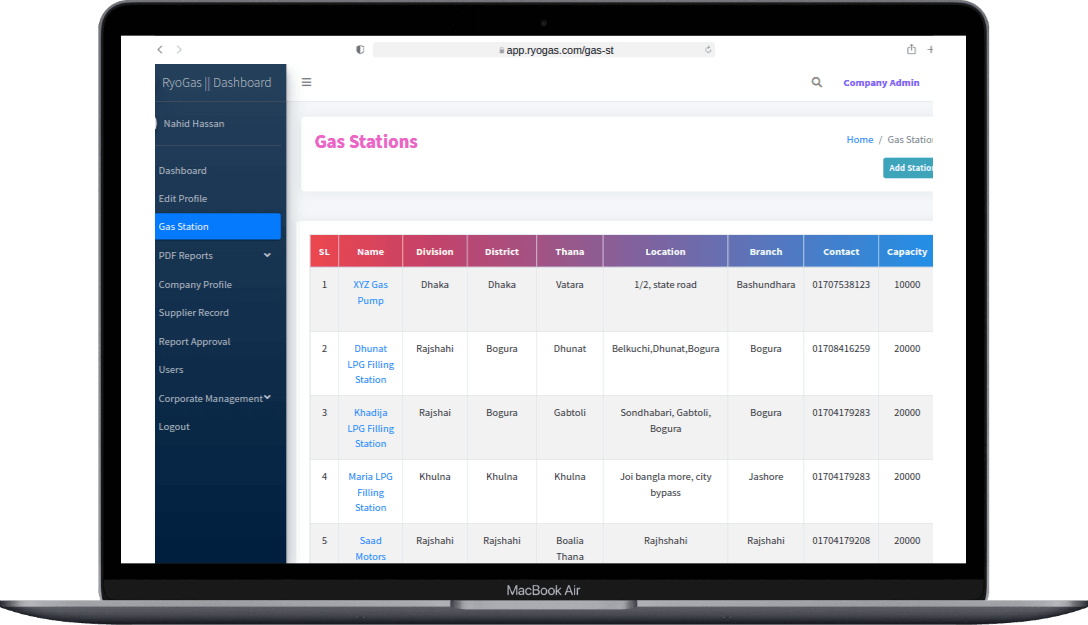 app.ryogas.com/gas-st
RyoGas || Dashboard
Company Admin
Nahid Hassan
Gas Stations
Home / Gas Station
Add Station
Dashboard
Edit Profile
Gas Station
PDF Reports
Company Profile
Supplier Record
Report Approval
Users
Corporate Management
Logout
SL Name Division District Thana Location Branch Contact Capacity
1 XYZ Gas Dhaka Dhaka Vatara 1/2, state road Bashundhara 01707538123 10000
Pump
2 Dhunat Rajshahi Bogura Dhunat Belkuchi,Dhunat,Bogura Bogura 01708416259 20000
LPG Filling
Station
3 Khadija Rajshai Bogura Gabtoli Sondhabari, Gabtoli, Bogura 01704179283 20000
LPG Filling Bogura
Station
4 Maria LPG Khulna Khulna Khulna Joi bangla more, city Jashore 01704179283 20000
Filling bypass
Station
5 Saad Rajshahi Rajshahi Boalia Rajhshahi Rajshahi 01704179208 20000
Motors Thana
MacBook Air